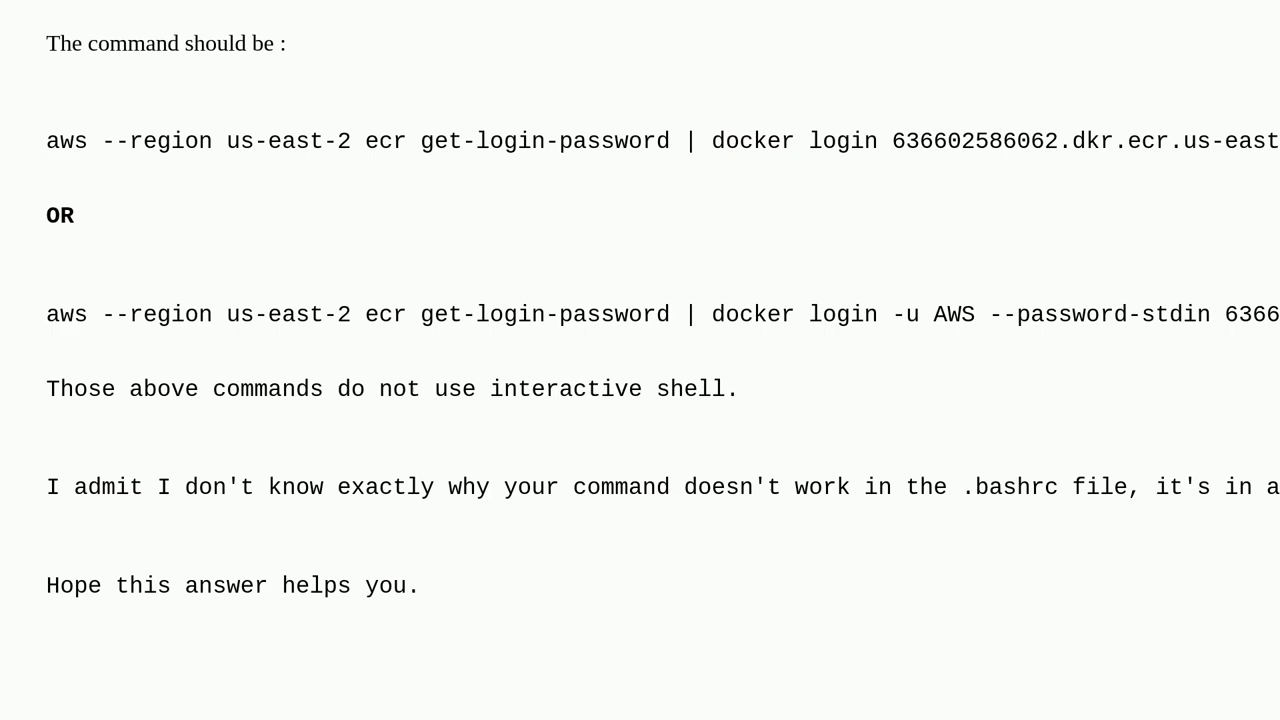 The command should be :
aws --region us-east-2 ecr get-login-password | docker login 636602586062.dkr.ecr.us-east
OR
aws --region us-east-2 ecr get-login-password | docker login -u AWS --password-stdin 6366
Those above commands do not use interactive shell.
I admit I don't know exactly why your command doesn't work in the .bashrc file, it's in a
Hope this answer helps you.